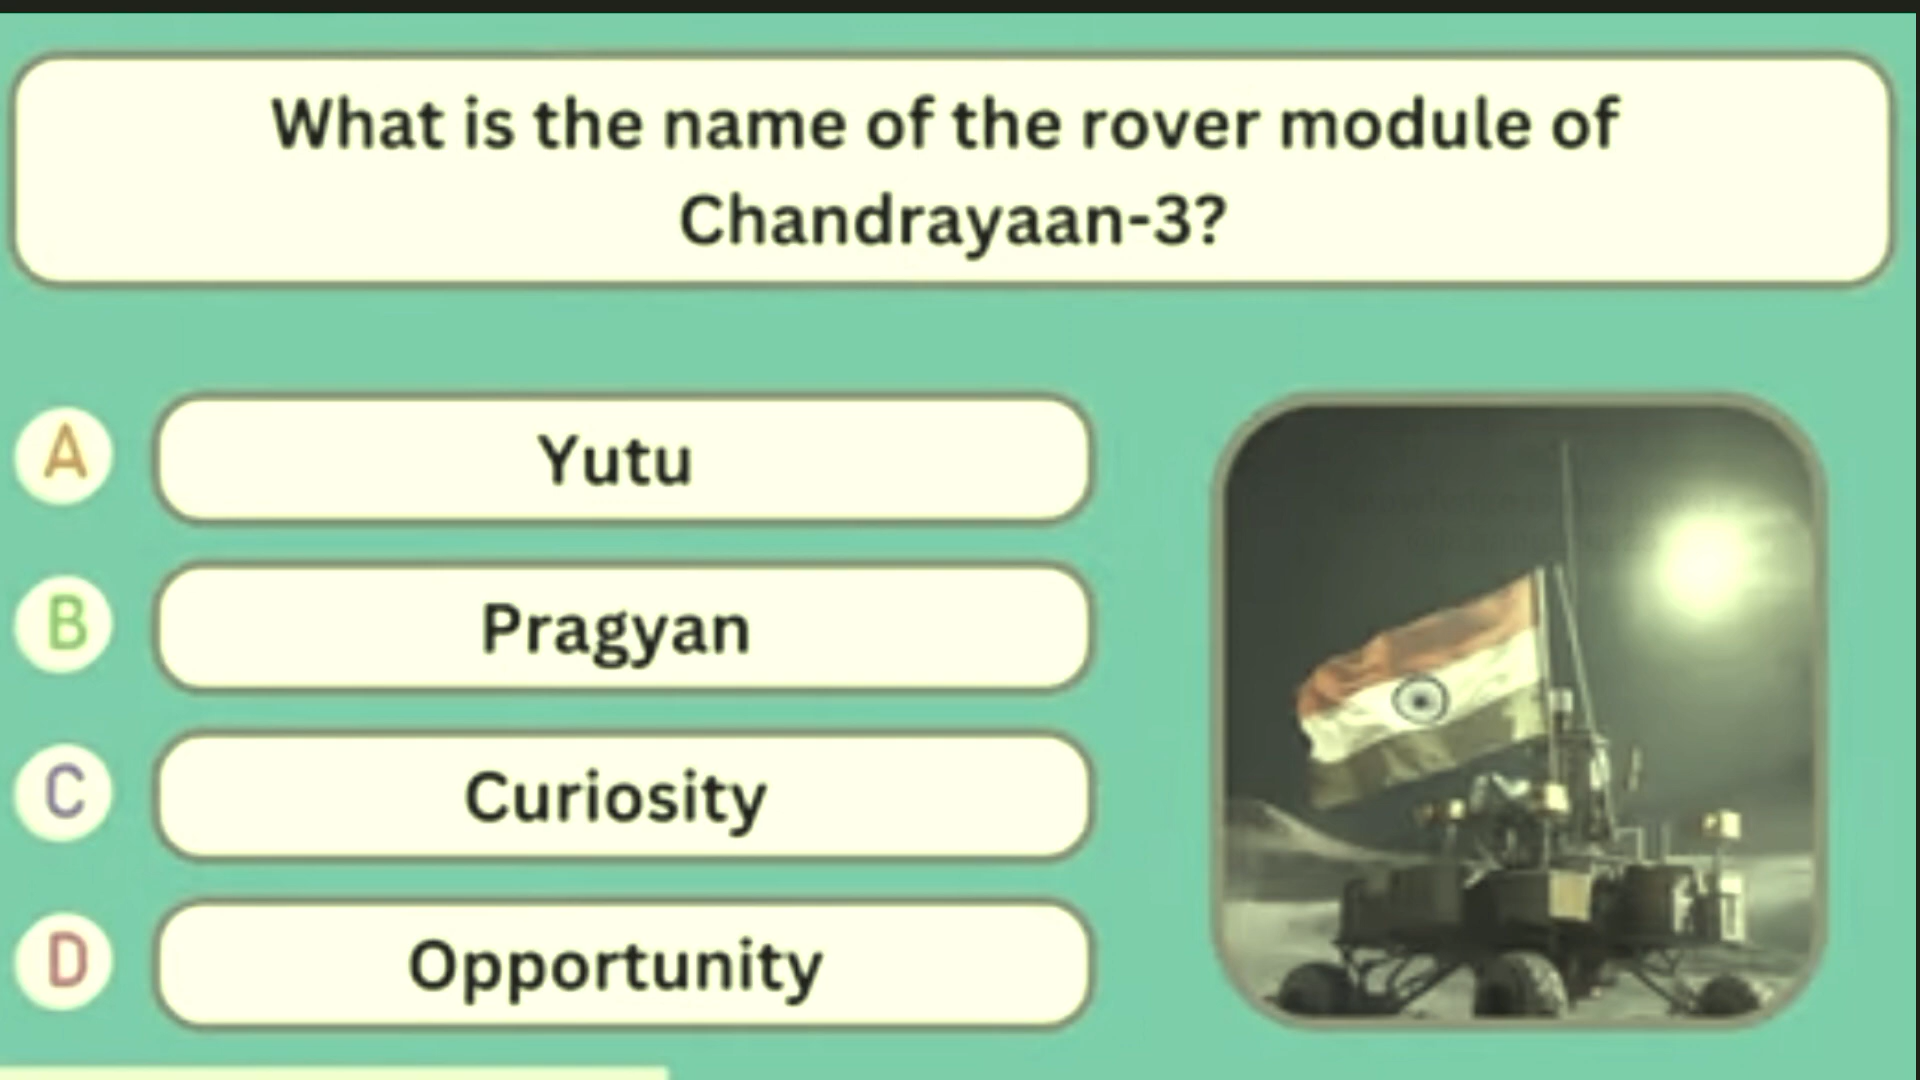 What is the name of the rover module of
Chandrayaan-3?
A
Yutu
B
Pragyan
C
Curiosity
D
Opportunity